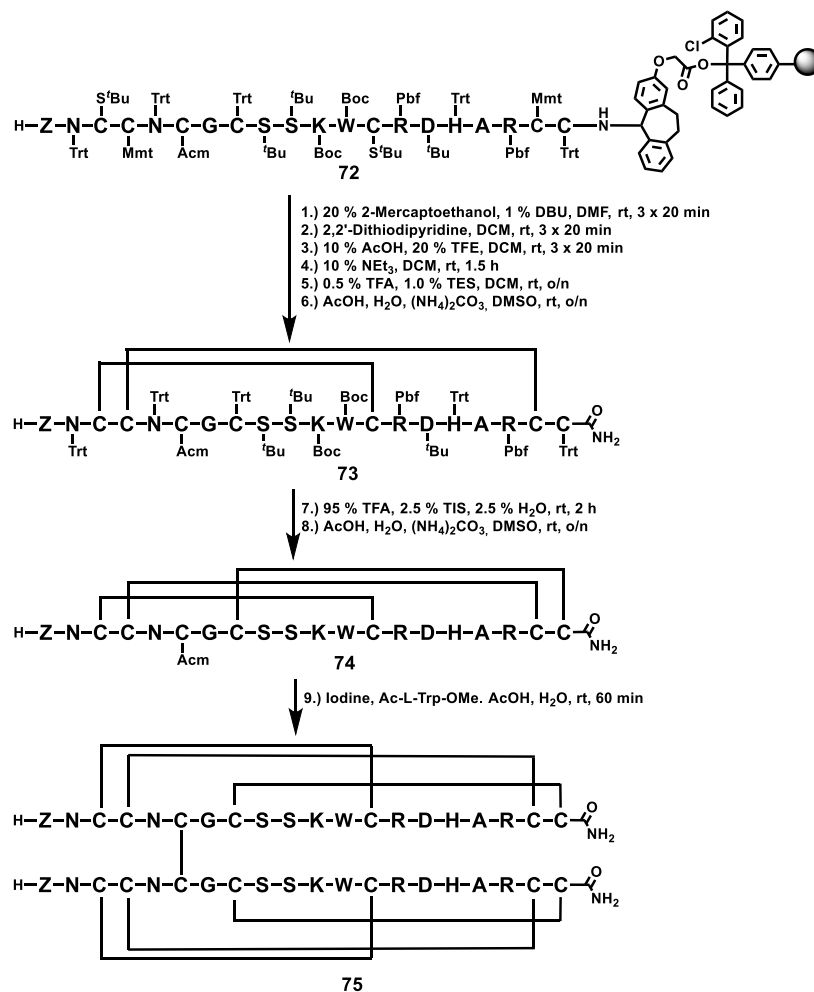 Cl
O
O
O
S​ᵗBu Trt Trt ᵗBu Boc Pbf Trt Mmt
H–Z–N–C–C–N–C–G–C–S–S–K–W–C–R–D–H–A–R–C–C–N
H
Trt Mmt Acm ᵗBu Boc SᵗBu ᵗBu Pbf Trt
72
1.) 20 % 2-Mercaptoethanol, 1 % DBU, DMF, rt, 3 x 20 min
2.) 2,2'-Dithiodipyridine, DCM, rt, 3 x 20 min
3.) 10 % AcOH, 20 % TFE, DCM, rt, 3 x 20 min
4.) 10 % NEt₃, DCM, rt, 1.5 h
5.) 0.5 % TFA, 1.0 % TES, DCM, rt, o/n
6.) AcOH, H₂O, (NH₄)₂CO₃, DMSO, rt, o/n
Trt Trt ᵗBu Boc Pbf Trt O
H–Z–N–C–C–N–C–G–C–S–S–K–W–C–R–D–H–A–R–C–C
NH₂
Trt Acm ᵗBu Boc ᵗBu Pbf Trt
73
7.) 95 % TFA, 2.5 % TIS, 2.5 % H₂O, rt, 2 h
8.) AcOH, H₂O, (NH₄)₂CO₃, DMSO, rt, o/n
O
H–Z–N–C–C–N–C–G–C–S–S–K–W–C–R–D–H–A–R–C–C
NH₂
Acm
74
9.) Iodine, Ac-L-Trp-OMe. AcOH, H₂O, rt, 60 min
O
H–Z–N–C–C–N–C–G–C–S–S–K–W–C–R–D–H–A–R–C–C
NH₂
O
H–Z–N–C–C–N–C–G–C–S–S–K–W–C–R–D–H–A–R–C–C
NH₂
75